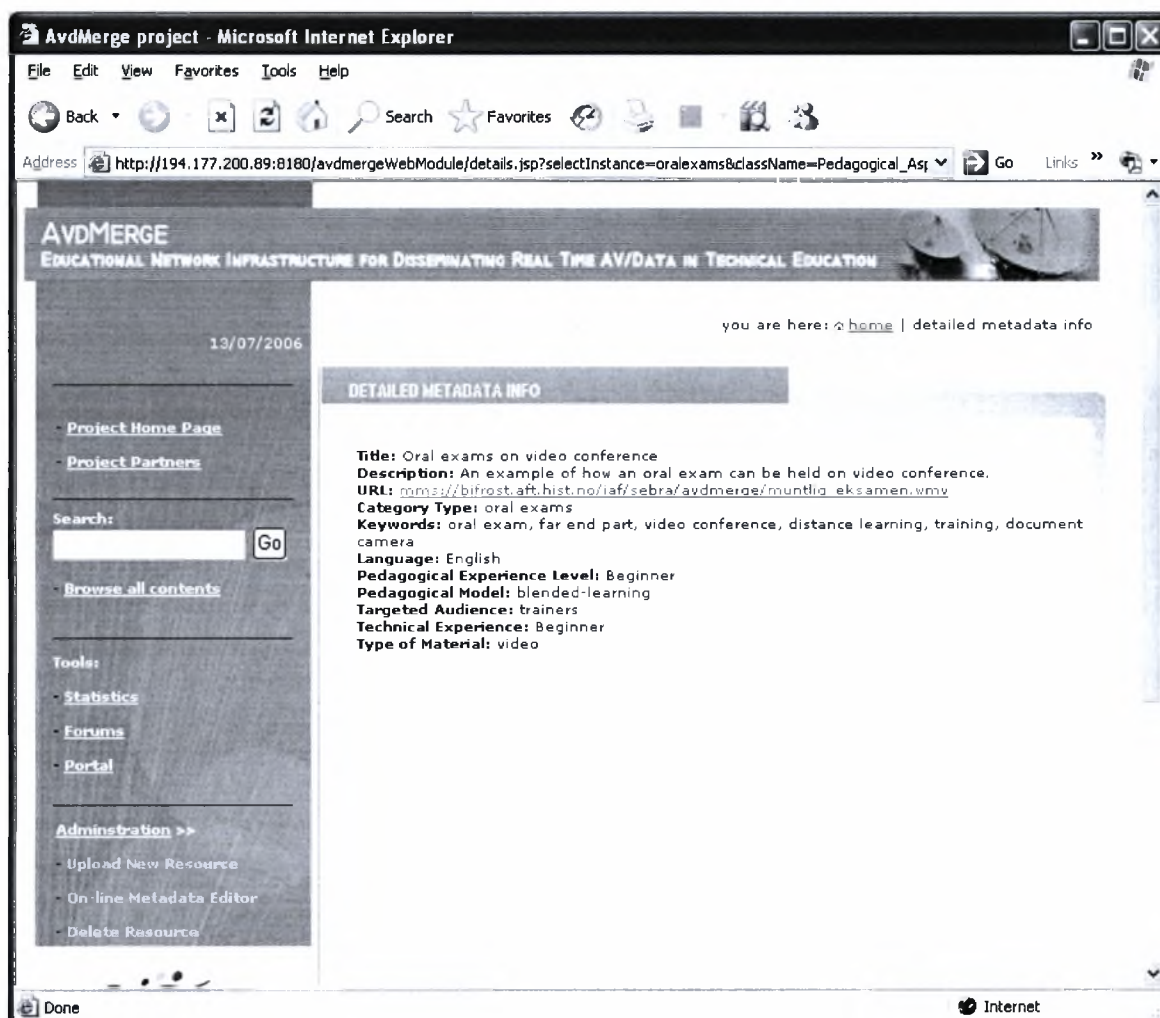 AvdMerge project - Microsoft Internet Explorer
File Edit View Favorites Tools Help
Back Search Favorites
Address http://194.177.200.89:8180/avdmergeWebModule/details.jsp?selectInstance=oralexams&className=Pedagogical_Asp Go Links »
AVDMERGE
EDUCATIONAL NETWORK INFRASTRUCTURE FOR DISSEMINATING REAL TIME AV/DATA IN TECHNICAL EDUCATION
you are here: home | detailed metadata info
13/07/2006
- Project Home Page
- Project Partners
Search:
Go
- Browse all contents
Tools:
- Statistics
- Forums
- Portal
Adminstration >>
- Upload New Resource
- On-line Metadata Editor
- Delete Resource
DETAILED METADATA INFO
Title: Oral exams on video conference
Description: An example of how an oral exam can be held on video conference.
URL: mms://bifrost.aft.hist.no/iaf/sebra/avdmerge/muntlig_eksamen.wmv
Category Type: oral exams
Keywords: oral exam, far end part, video conference, distance learning, training, document
camera
Language: English
Pedagogical Experience Level: Beginner
Pedagogical Model: blended-learning
Targeted Audience: trainers
Technical Experience: Beginner
Type of Material: video
Done Internet